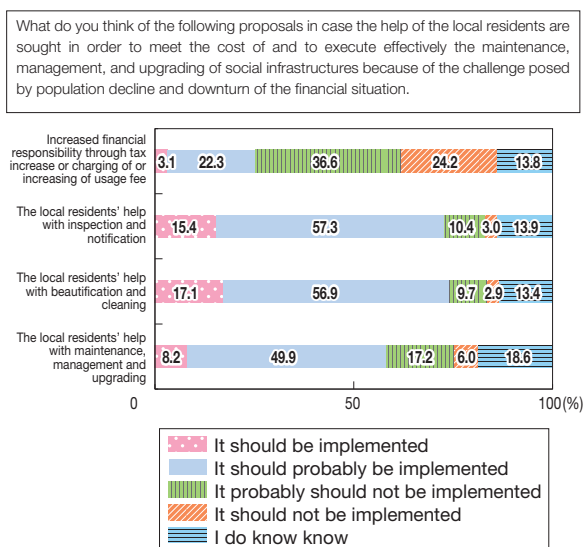 What do you think of the following proposals in case the help of the local residents are
sought in order to meet the cost of and to execute effectively the maintenance,
management, and upgrading of social infrastructures because of the challenge posed
by population decline and downturn of the financial situation.
Increased financial
responsibility through tax
increase or charging of or
increasing of usage fee
3.1 22.3 36.6 24.2 13.8
The local residents' help
with inspection and
notification
15.4 57.3 10.4 3.0 13.9
The local residents' help
with beautification and
cleaning
17.1 56.9 9.7 2.9 13.4
The local residents' help
with maintenance,
management and
upgrading
8.2 49.9 17.2 6.0 18.6
0 50 100(%)
It should be implemented
It should probably be implemented
It probably should not be implemented
It should not be implemented
I do know know